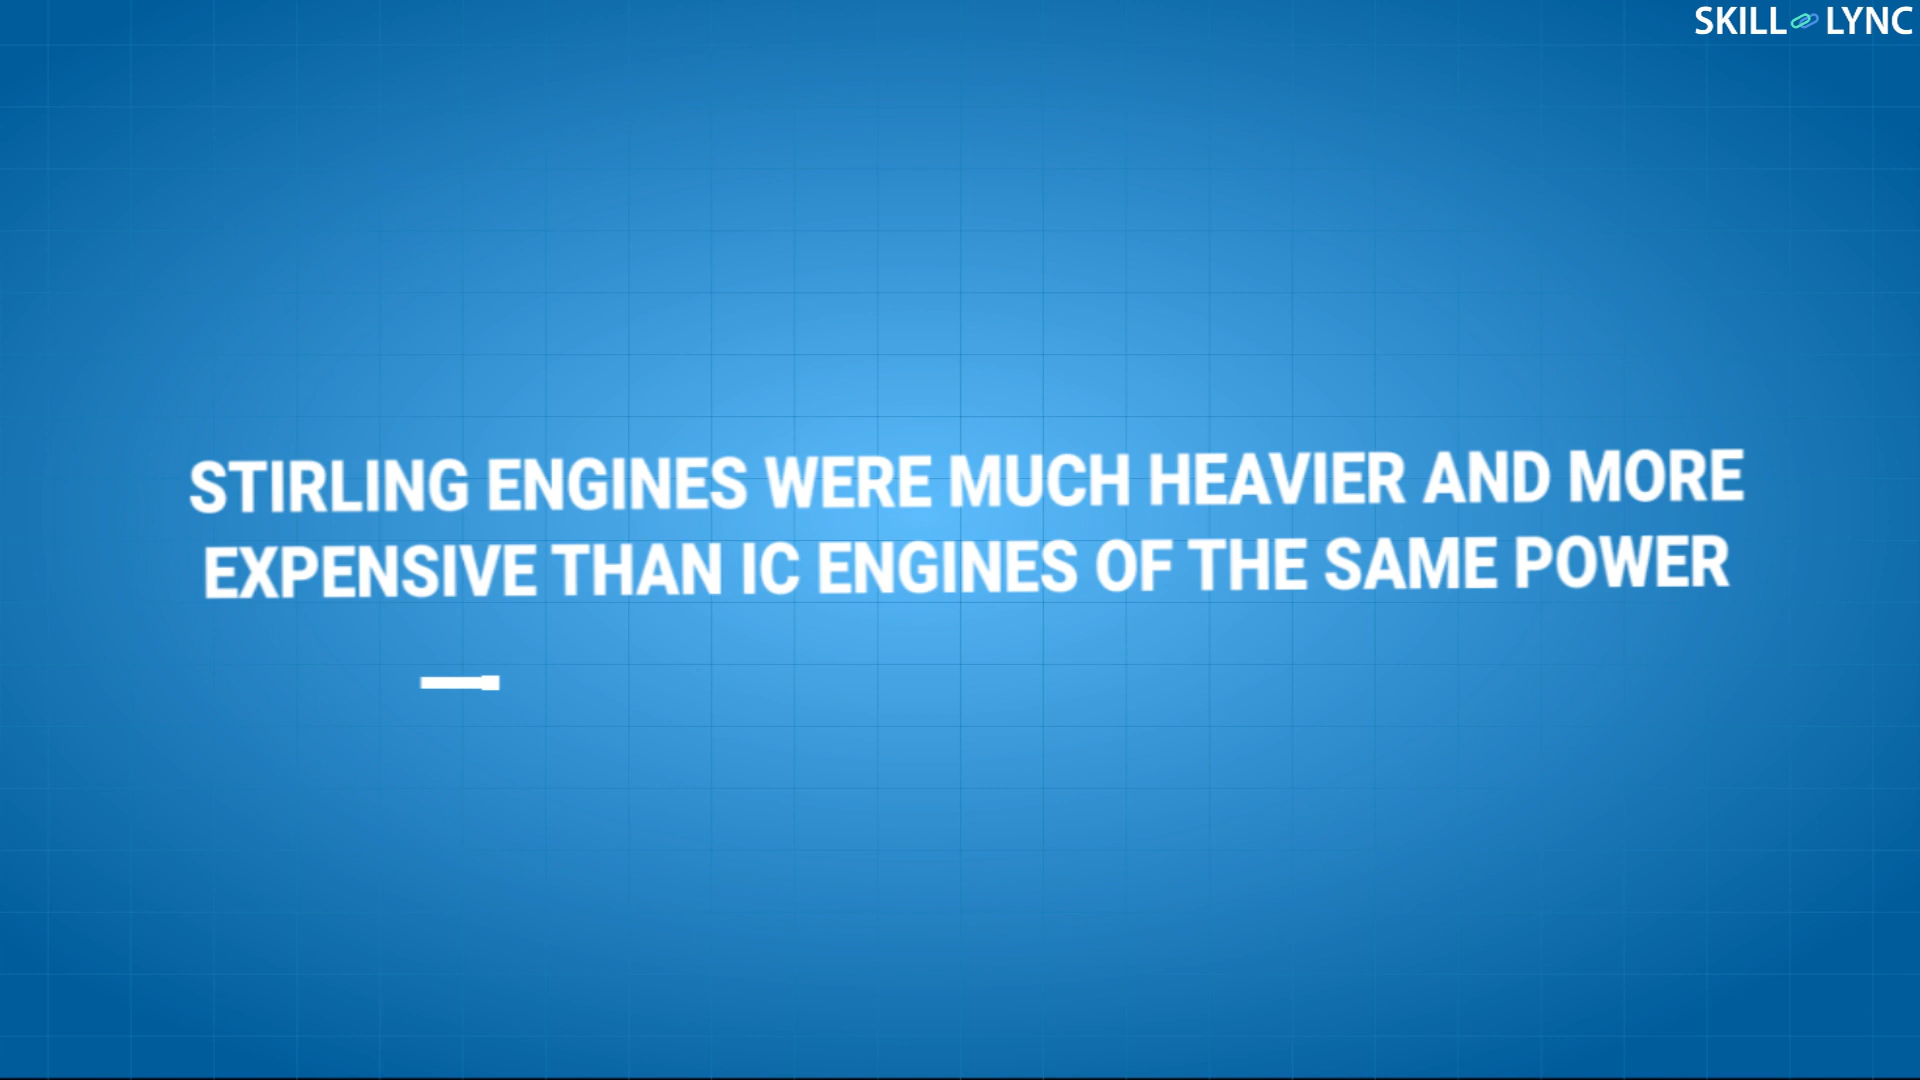 SKILL LYNC
STIRLING ENGINES WERE MUCH HEAVIER AND MORE
EXPENSIVE THAN IC ENGINES OF THE SAME POWER